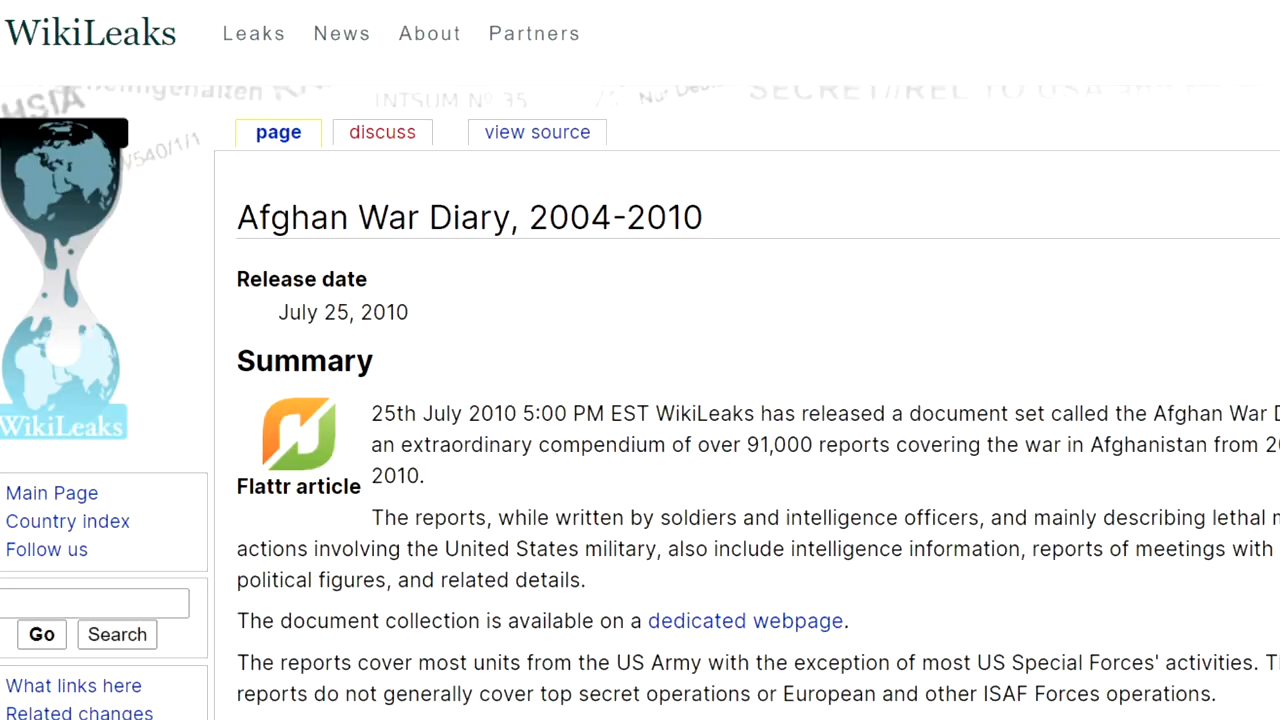 WikiLeaks
Leaks News About Partners
INTSUM Nº 35
SECRET//REL TO USA
page discuss view source
Afghan War Diary, 2004-2010
Release date
July 25, 2010
Summary
25th July 2010 5:00 PM EST WikiLeaks has released a document set called the Afghan War
an extraordinary compendium of over 91,000 reports covering the war in Afghanistan from
2010.
Flattr article
The reports, while written by soldiers and intelligence officers, and mainly describing lethal
actions involving the United States military, also include intelligence information, reports of meetings with
political figures, and related details.
The document collection is available on a dedicated webpage.
The reports cover most units from the US Army with the exception of most US Special Forces' activities.
reports do not generally cover top secret operations or European and other ISAF Forces operations.
WikiLeaks
Main Page
Country index
Follow us
Go Search
What links here
Related changes